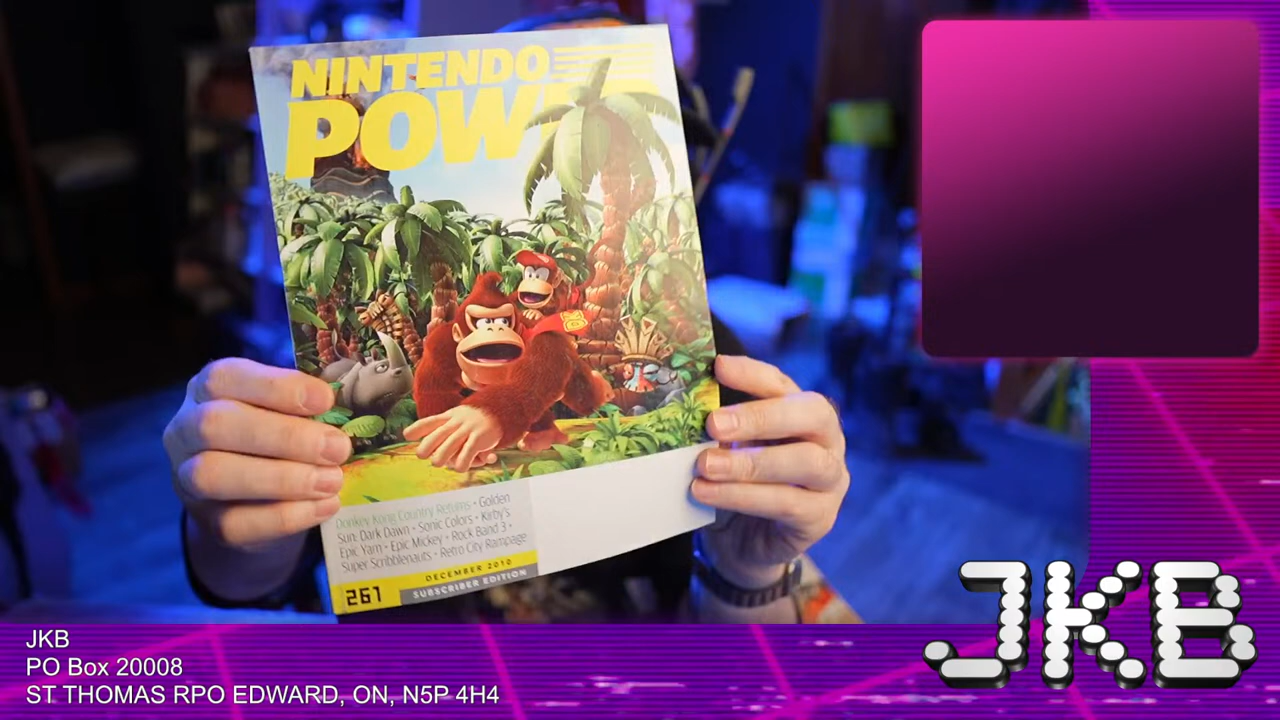 NINTENDO
POW
Donkey Kong Country Returns • Golden
Sun: Dark Dawn • Sonic Colors • Kirby's
Epic Yarn • Epic Mickey • Rock Band 3 •
Super Scribblenauts • Retro City Rampage
DECEMBER 2010
267 SUBSCRIBER EDITION
JKB
JKB
PO Box 20008
ST THOMAS RPO EDWARD, ON, N5P 4H4